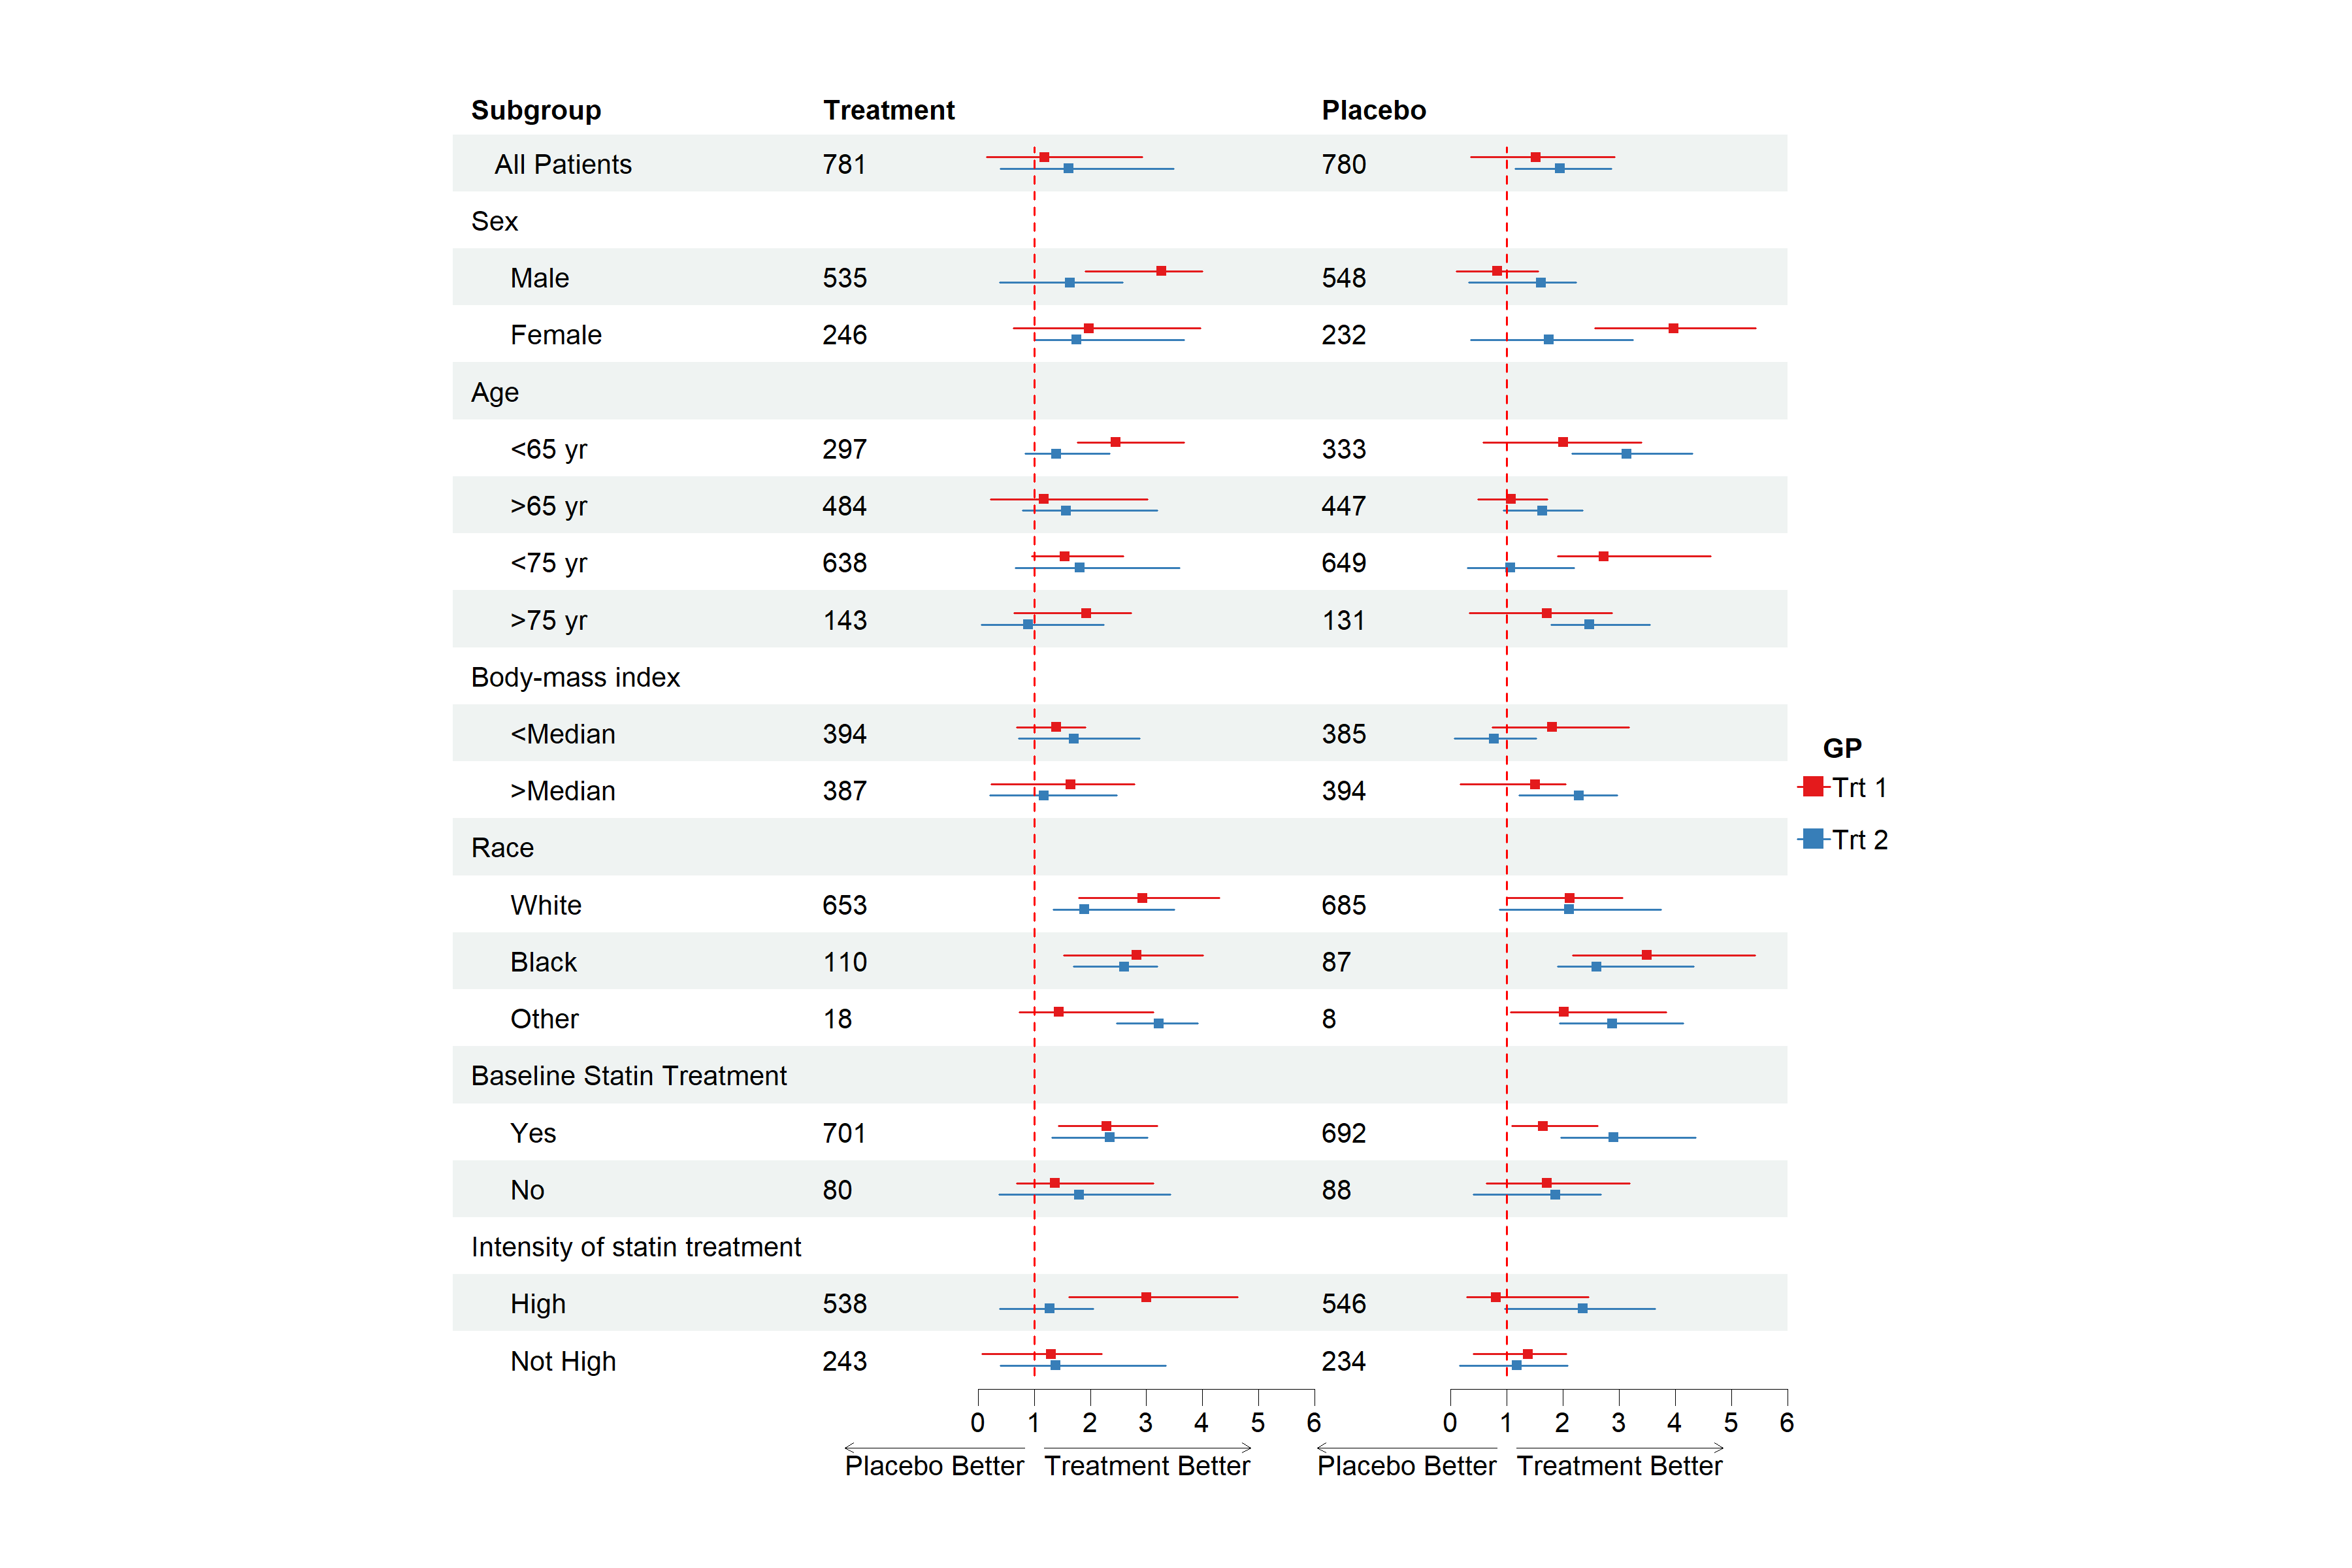 Subgroup Treatment Placebo
All Patients 781 780
Sex
Male 535 548
Female 246 232
Age
<65 yr 297 333
>65 yr 484 447
<75 yr 638 649
>75 yr 143 131
Body-mass index
<Median 394 385
>Median 387 394
Race
White 653 685
Black 110 87
Other 18 8
Baseline Statin Treatment
Yes 701 692
No 80 88
Intensity of statin treatment
High 538 546
Not High 243 234
0 1 2 3 4 5 6 0 1 2 3 4 5 6
Placebo Better Treatment Better Placebo Better Treatment Better
GP
Trt 1
Trt 2